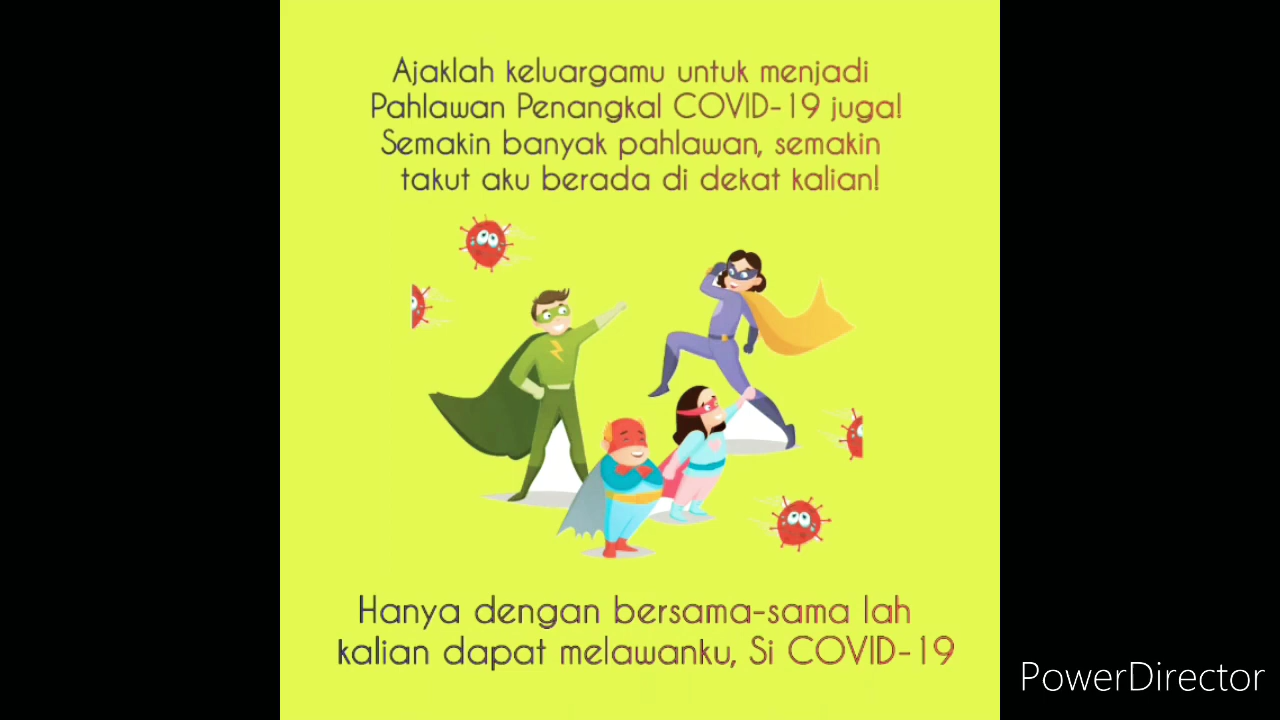 Ajaklah keluargamu untuk menjadi
Pahlawan Penangkal COVID-19 juga!
Semakin banyak pahlawan, semakin
takut aku berada di dekat kalian!
Hanya dengan bersama-sama lah
kalian dapat melawanku, Si COVID-19
PowerDirector